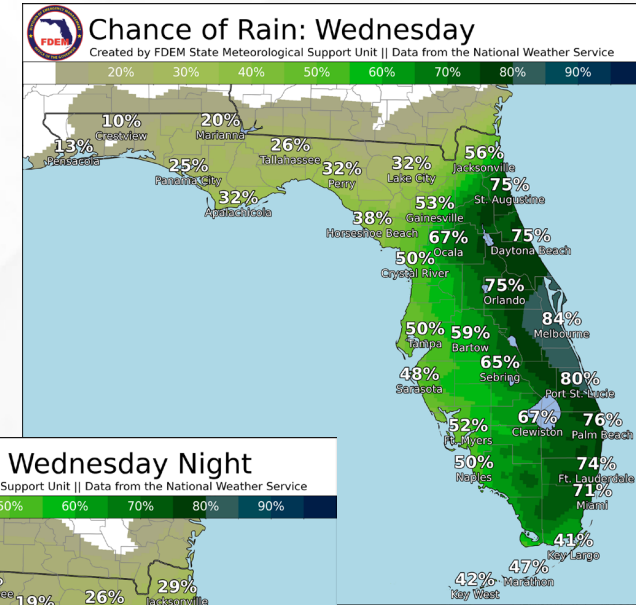 FDEM
Chance of Rain: Wednesday
Created by FDEM State Meteorological Support Unit || Data from the National Weather Service
20% 30% 40% 50% 60% 70% 80% 90%
10%
Crestview
20%
Marianna
13%
Pensacola
26%
Tallahassee
25%
Panama City
32%
Perry
32%
Lake City
56%
Jacksonville
32%
Apalachicola
75%
St. Augustine
38%
Horseshoe Beach
53%
Gainesville
67%
Ocala
75%
Daytona Beach
50%
Crystal River
75%
Orlando
84%
Melbourne
50%
Tampa
59%
Bartow
65%
Sebring
48%
Sarasota
80%
Port St. Lucie
52%
Ft. Myers
67%
Clewiston
76%
Palm Beach
50%
Naples
74%
Ft. Lauderdale
71%
Miami
41%
Key Largo
47%
Marathon
42%
Key West
Wednesday Night
Support Unit || Data from the National Weather Service
50% 60% 70% 80% 90%
29%
Jacksonville
26%
19%